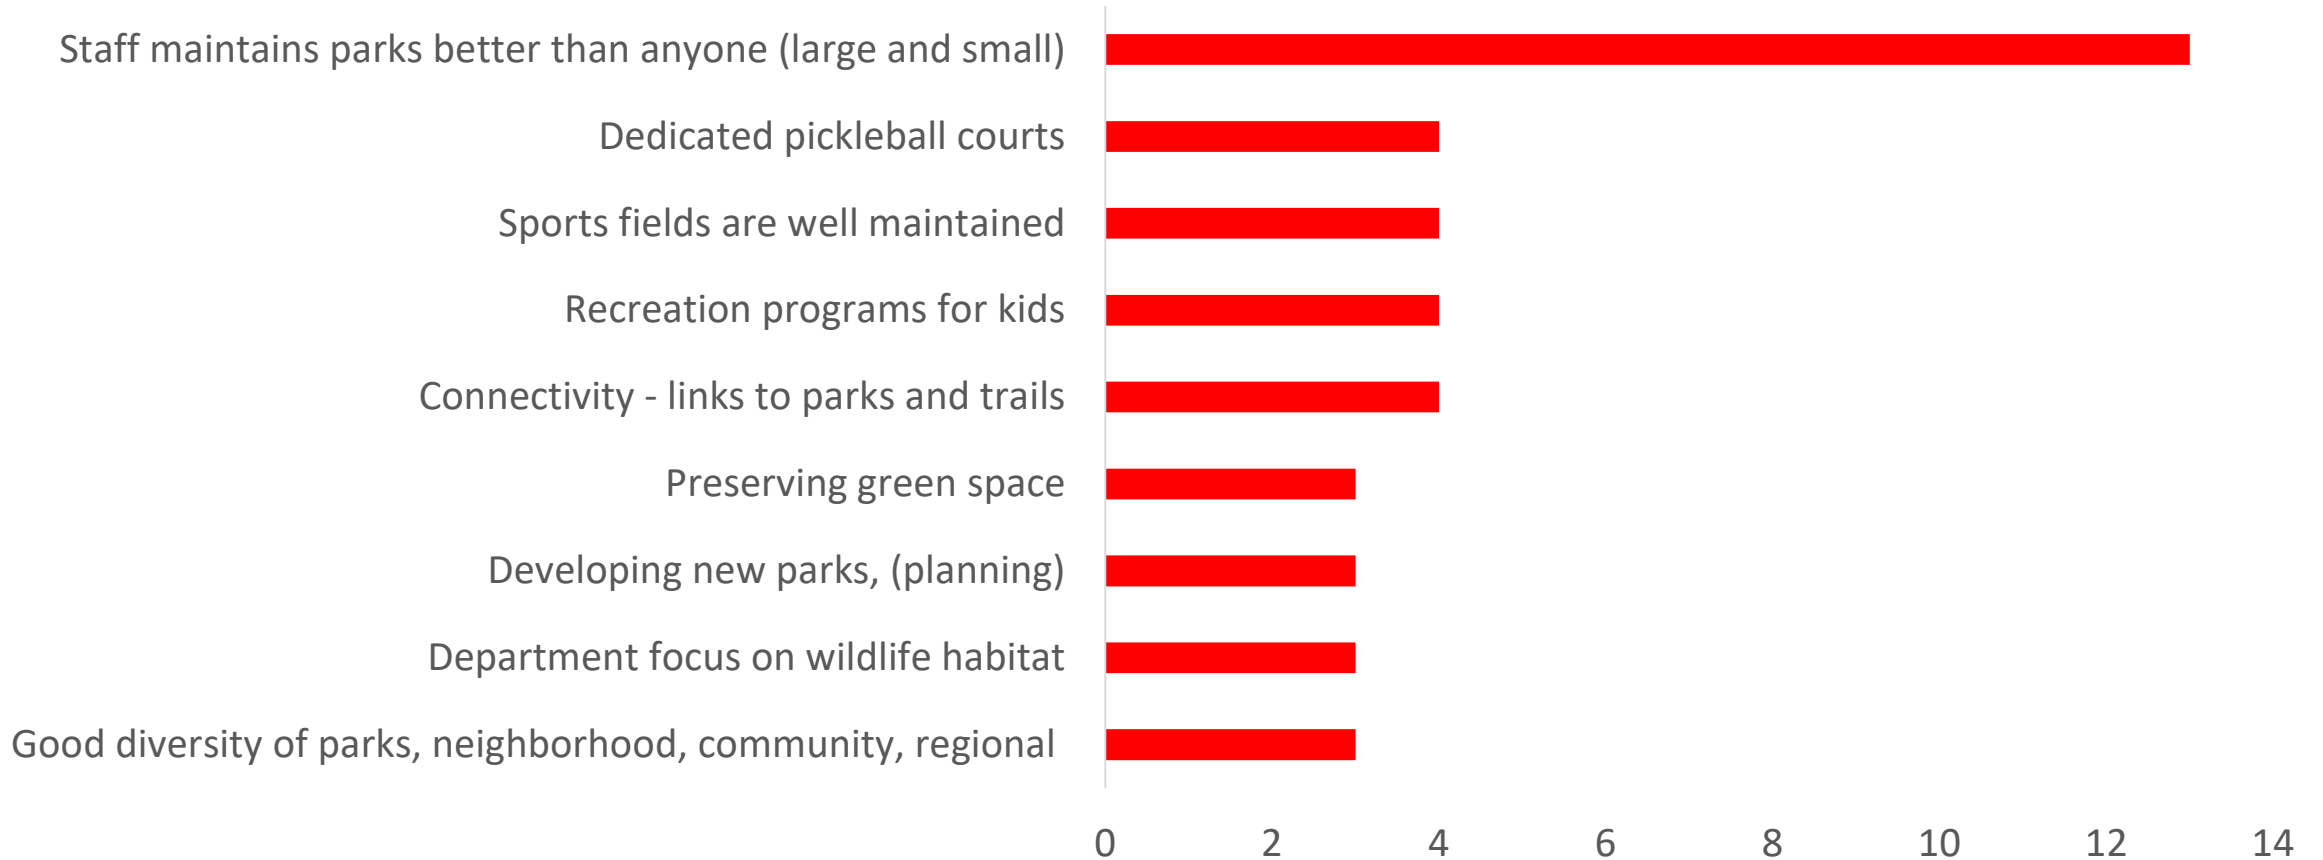 Staff maintains parks better than anyone (large and small)
Dedicated pickleball courts
Sports fields are well maintained
Recreation programs for kids
Connectivity - links to parks and trails
Preserving green space
Developing new parks, (planning)
Department focus on wildlife habitat
Good diversity of parks, neighborhood, community, regional
0 2 4 6 8 10 12 14